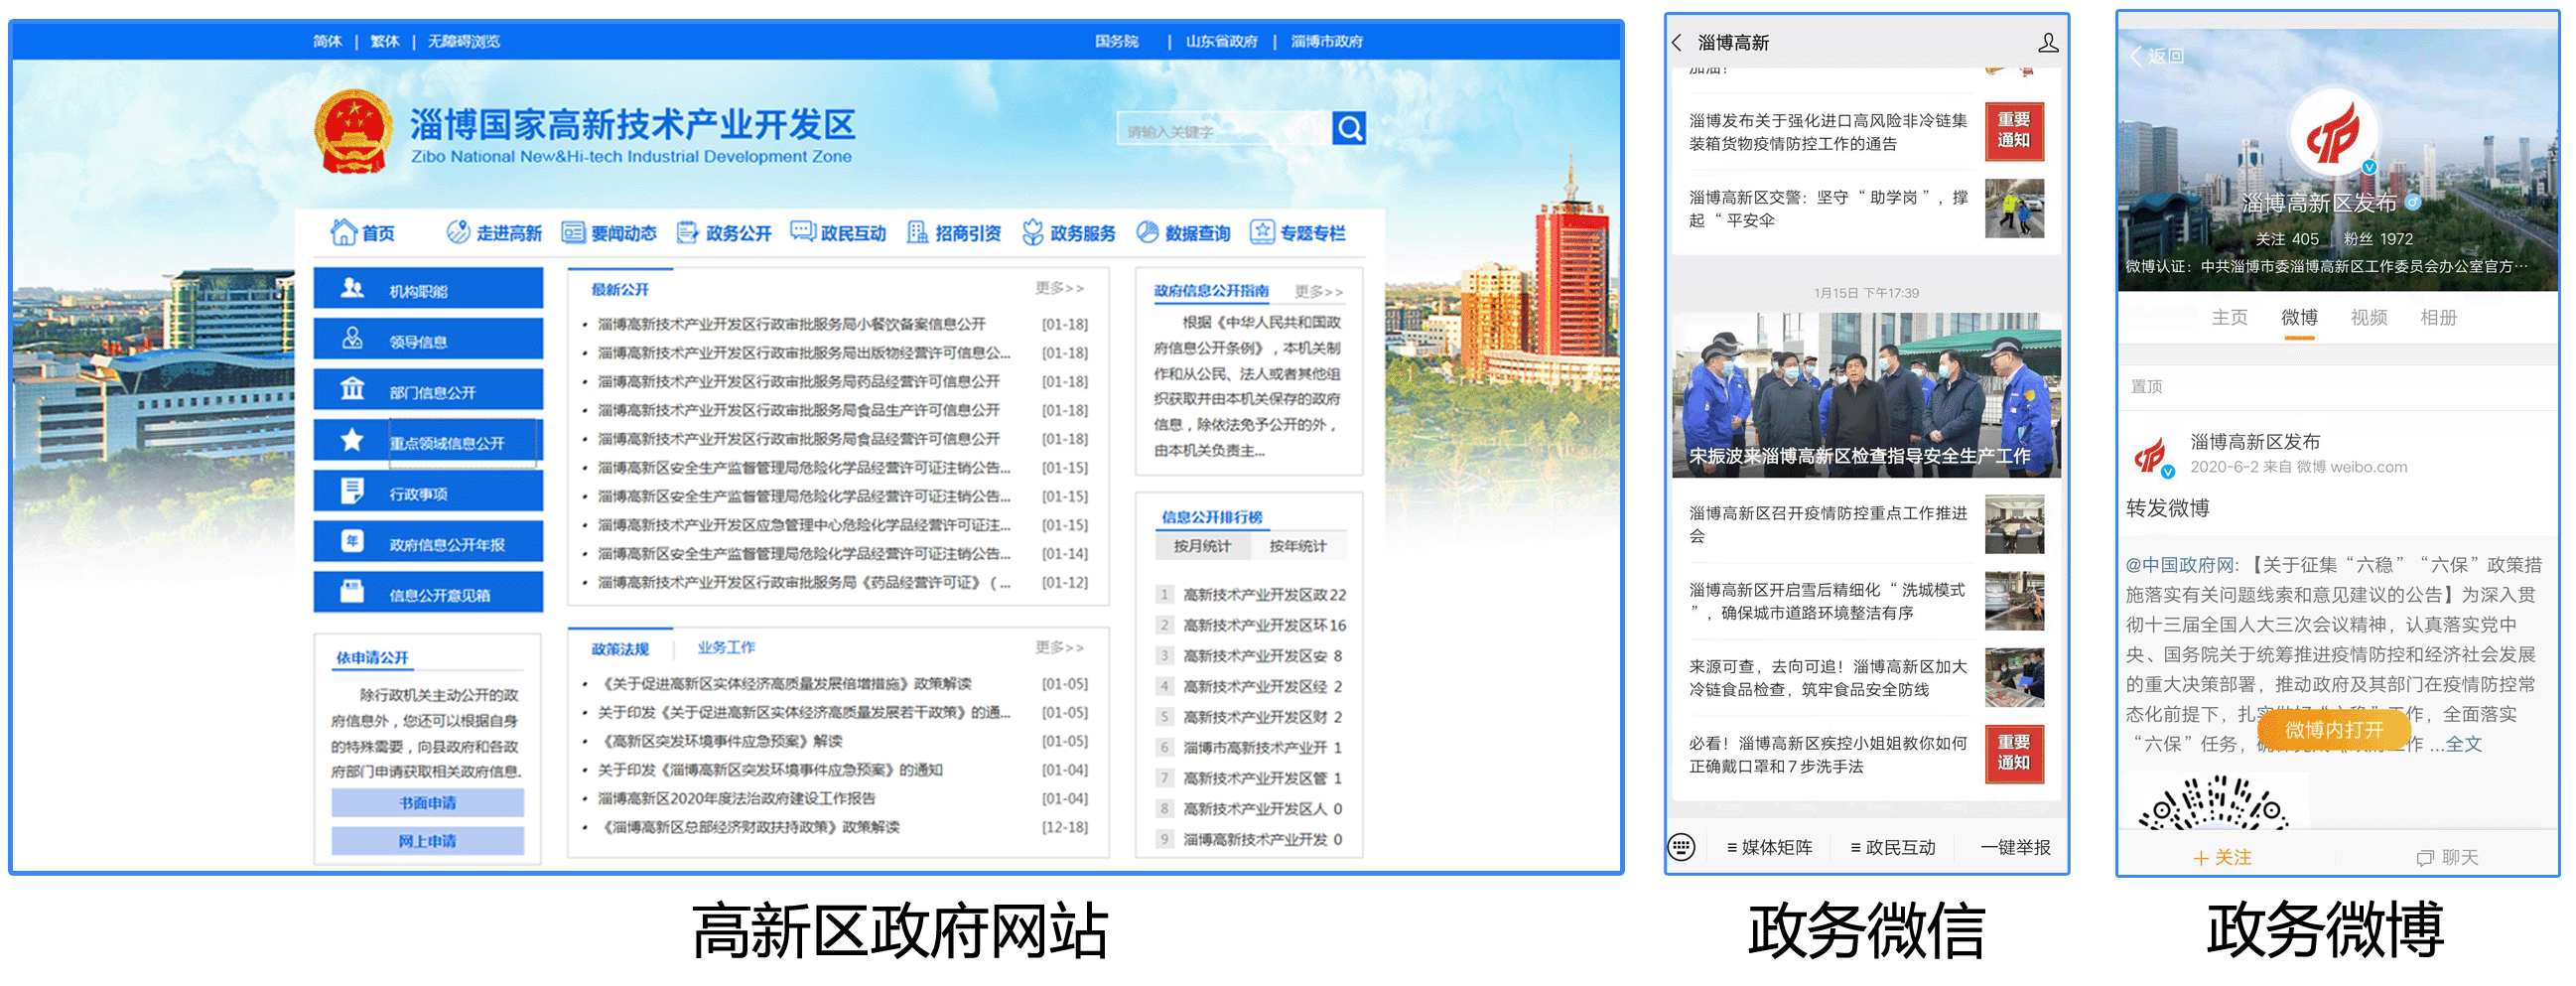 简体 | 繁体 | 无障碍浏览
国务院 | 山东省政府 | 淄博市政府
淄博国家高新技术产业开发区
Zibo National New&Hi-tech Industrial Development Zone
请输入关键字
首页 走进高新 要闻动态 政务公开 政民互动 招商引资 政务服务 数据查询 专题专栏
机构职能
领导信息
部门信息公开
重点领域信息公开
行政事项
年 政府信息公开年报
信息公开意见箱
依申请公开
除行政机关主动公开的政
府信息外，您还可以根据自身
的特殊需要，向县政府和各政
府部门申请获取相关政府信息.
书面申请
网上申请
最新公开 更多>>
• 淄博高新技术产业开发区行政审批服务局小餐饮备案信息公开 [01-18]
• 淄博高新技术产业开发区行政审批服务局出版物经营许可信息公... [01-18]
• 淄博高新技术产业开发区行政审批服务局药品经营许可信息公开 [01-18]
• 淄博高新技术产业开发区行政审批服务局食品生产许可信息公开 [01-18]
• 淄博高新技术产业开发区行政审批服务局食品经营许可信息公开 [01-18]
• 淄博高新区安全生产监督管理局危险化学品经营许可证注销公告... [01-15]
• 淄博高新区安全生产监督管理局危险化学品经营许可证注销公告... [01-15]
• 淄博高新技术产业开发区应急管理中心危险化学品经营许可证注... [01-15]
• 淄博高新区安全生产监督管理局危险化学品经营许可证注销公告... [01-14]
• 淄博高新技术产业开发区行政审批服务局《药品经营许可证》（... [01-12]
政策法规 业务工作 更多>>
• 《关于促进高新区实体经济高质量发展倍增措施》政策解读 [01-05]
• 关于印发《关于促进高新区实体经济高质量发展若干政策》的通... [01-05]
• 《高新区突发环境事件应急预案》解读 [01-05]
• 关于印发《淄博高新区突发环境事件应急预案》的通知 [01-04]
• 淄博高新区2020年度法治政府建设工作报告 [01-04]
• 《淄博高新区总部经济财政扶持政策》政策解读 [12-18]
政府信息公开指南 更多>>
根据《中华人民共和国政
府信息公开条例》，本机关制
作和从公民、法人或者其他组
织获取并由本机关保存的政府
信息，除依法免予公开的外，
由本机关负责主...
信息公开排行榜
按月统计 按年统计
1 高新技术产业开发区政 22
2 高新技术产业开发区环 16
3 高新技术产业开发区安 8
4 高新技术产业开发区经 2
5 高新技术产业开发区财 2
6 淄博市高新技术产业开 1
7 高新技术产业开发区管 1
8 高新技术产业开发区人 0
9 淄博高新技术产业开发 0
高新区政府网站
淄博高新
加油！
淄博发布关于强化进口高风险非冷链集
装箱货物疫情防控工作的通告
重要
通知
淄博高新区交警：坚守“助学岗”，撑
起“平安伞
1月15日 下午17:39
宋振波来淄博高新区检查指导安全生产工作
淄博高新区召开疫情防控重点工作推进
会
淄博高新区开启雪后精细化“洗城模式
”，确保城市道路环境整洁有序
来源可查，去向可追！淄博高新区加大
冷链食品检查，筑牢食品安全防线
必看！淄博高新区疾控小姐姐教你如何
正确戴口罩和7步洗手法
重要
通知
≡ 媒体矩阵 ≡ 政民互动 一键举报
政务微信
返回
淄博高新区发布
关注 405 粉丝 1972
微博认证：中共淄博市委淄博高新区工作委员会办公室官方…
主页 微博 视频 相册
置顶
淄博高新区发布
2020-6-2 来自 微博 weibo.com
转发微博
@中国政府网:【关于征集“六稳”“六保”政策措
施落实有关问题线索和意见建议的公告】为深入贯
彻十三届全国人大三次会议精神，认真落实党中
央、国务院关于统筹推进疫情防控和经济社会发展
的重大决策部署，推动政府及其部门在疫情防控常
态化前提下，扎实做好“六稳”工作，全面落实
“六保”任务，工作 ...全文
微博内打开
+ 关注 聊天
政务微博